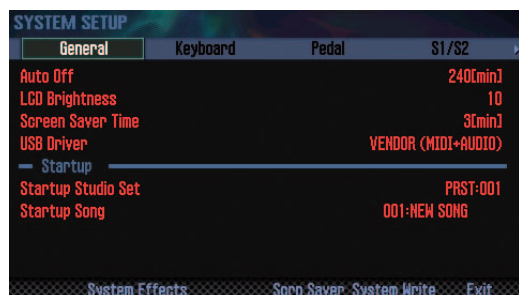 SYSTEM SETUP
General Keyboard Pedal S1/S2
Auto Off 240[min]
LCD Brightness 10
Screen Saver Time 3[min]
USB Driver VENDOR (MIDI+AUDIO)
Startup
Startup Studio Set PRST:001
Startup Song 001:NEW SONG
System Effects Scrn Saver System Write Exit